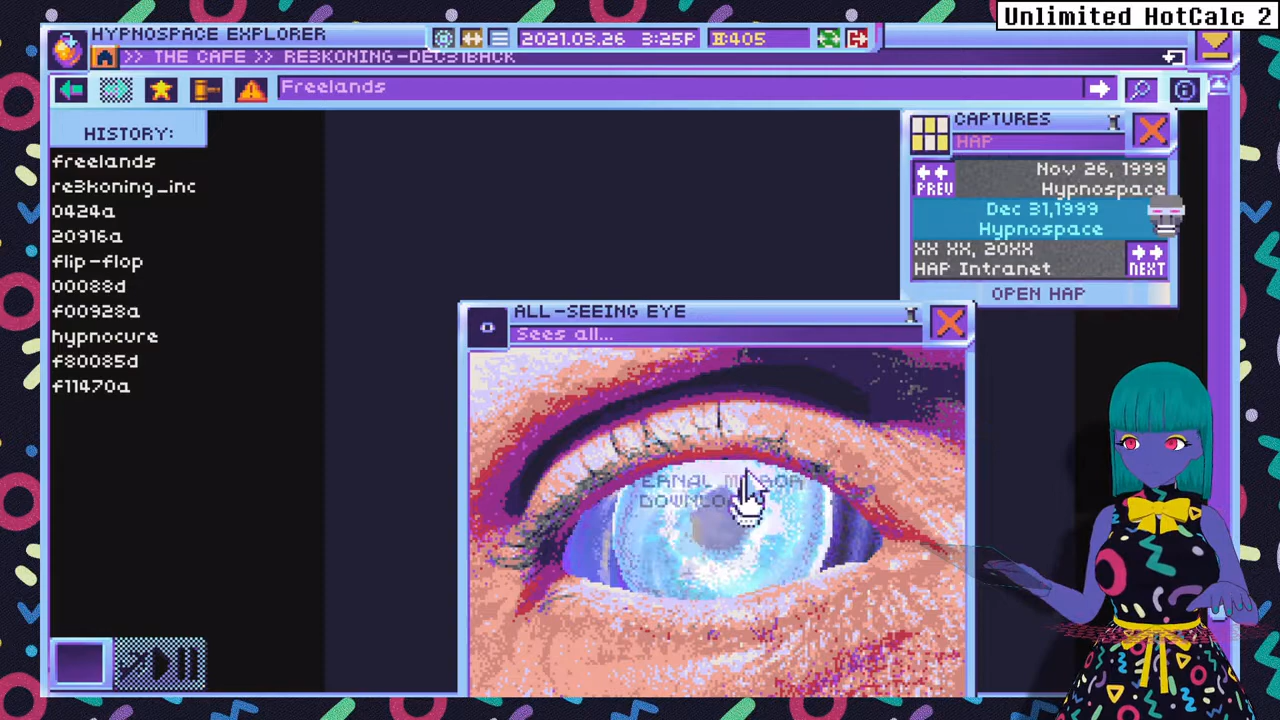 Unlimited HotCalc 2
HYPNOSPACE EXPLORER
2021.03.26 3:25P
405
>> THE CAFE >> RE3KONING-DEC31BACK
Freelands
HISTORY:
freelands
re3koning_inc
0424a
20916a
flip-flop
00088d
f00928a
hypnocure
f80085d
f11470a
CAPTURES
HAP
PREV
Nov 26, 1999
Hypnospace
Dec 31,1999
Hypnospace
XX XX, 20XX
HAP Intranet
NEXT
OPEN HAP
ALL-SEEING EYE
Sees all...